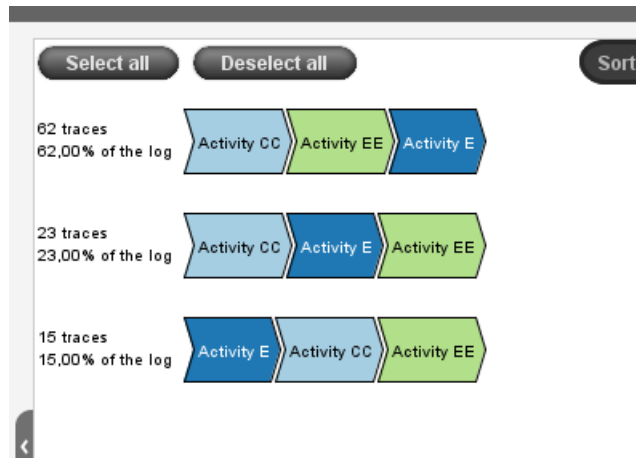 Select all
Deselect all
Sort
62 traces
62,00% of the log
Activity CC
Activity EE
Activity E
23 traces
23,00% of the log
Activity CC
Activity E
Activity EE
15 traces
15,00% of the log
Activity E
Activity CC
Activity EE